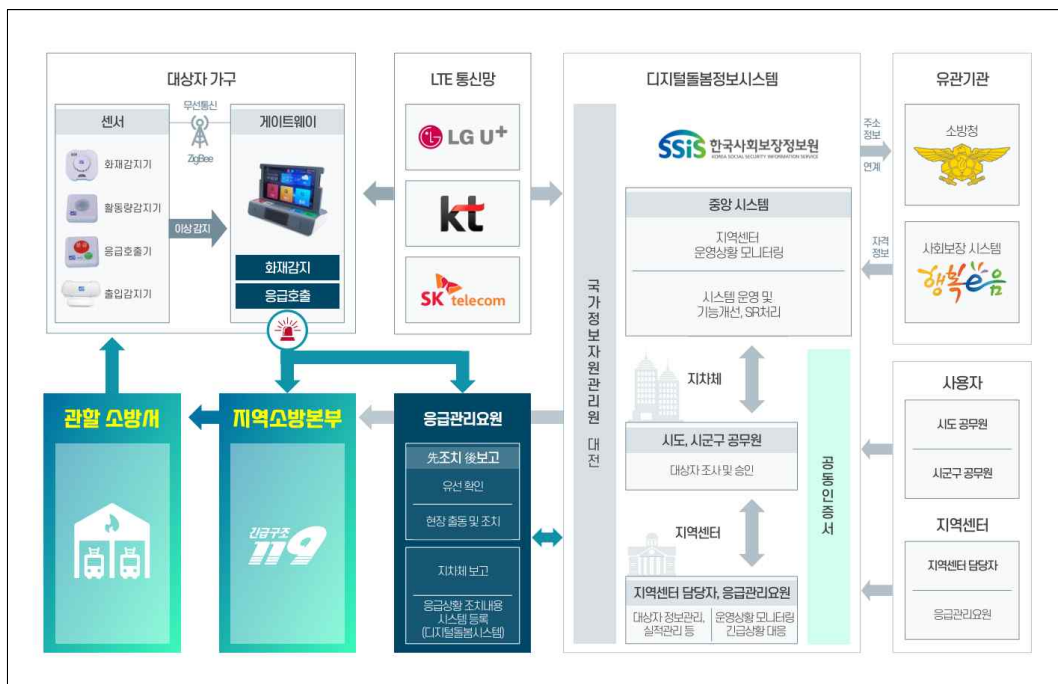 대상자 가구
센서
화재감지기
활동량감지기
응급호출기
출입감지기
무선통신
ZigBee
이상 감지
게이트웨이
화재감지
응급호출
LTE 통신망
LG U+
kt
SK telecom
디지털돌봄정보시스템
국가정보자원관리원 대전
SSiS 한국사회보장정보원
KOREA SOCIAL SECURITY INFORMATION SERVICE
중앙 시스템
지역센터
운영상황 모니터링
시스템 운영 및
기능개선, SR처리
지차체
시도, 시군구 공무원
대상자 조사 및 승인
지역센터
지역센터 담당자, 응급관리요원
대상자 정보관리,
실적관리 등
운영상황 모니터링
긴급상황 대응
공동인증서
주소
정보
연계
자격
정보
유관기관
소방청
사회보장 시스템
행복e음
사용자
시도 공무원
시군구 공무원
지역센터
지역센터 담당자
응급관리요원
관할 소방서
지역소방본부
긴급구조
119
응급관리요원
先조치 後보고
유선 확인
현장 출동 및 조치
지차체 보고
응급상황 조치내용
시스템 등록
(디지털돌봄시스템)